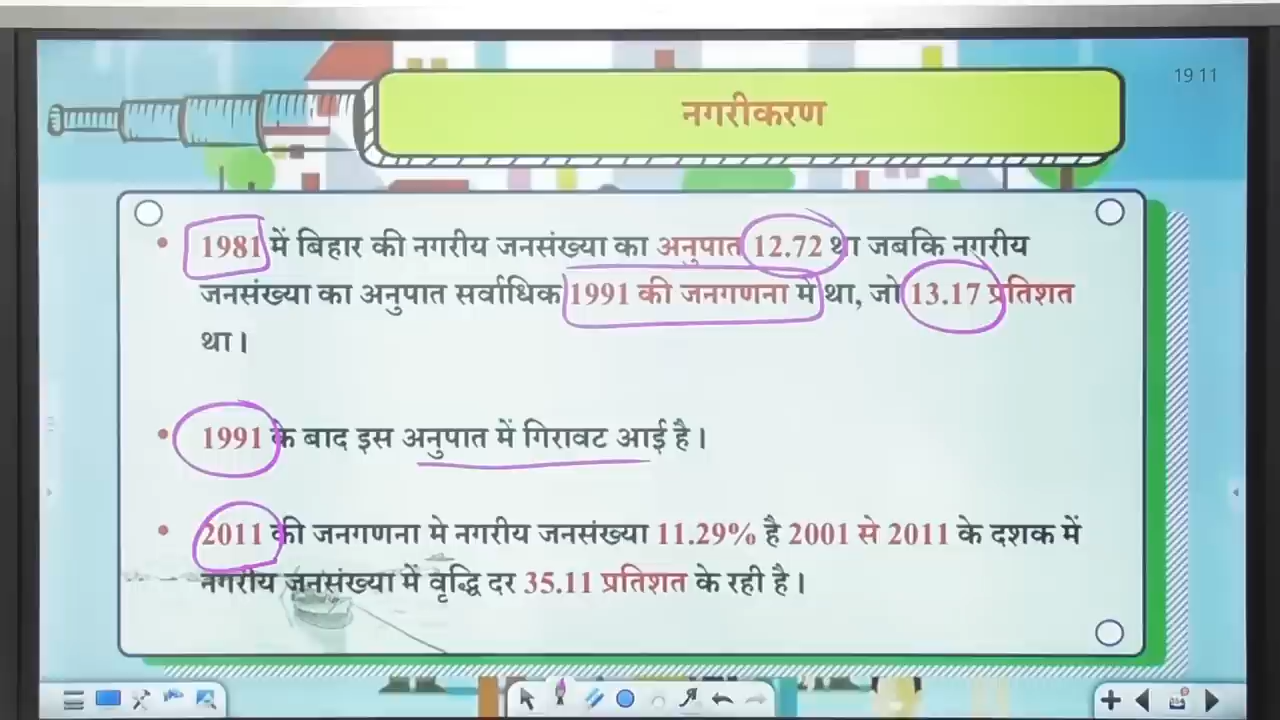 19 11
नगरीकरण
• 1981 में बिहार की नगरीय जनसंख्या का अनुपात 12.72 था जबकि नगरीय
जनसंख्या का अनुपात सर्वाधिक 1991 की जनगणना में था, जो 13.17 प्रतिशत
था।
• 1991 के बाद इस अनुपात में गिरावट आई है।
• 2011 की जनगणना मे नगरीय जनसंख्या 11.29% है 2001 से 2011 के दशक में
नगरीय जनसंख्या में वृद्धि दर 35.11 प्रतिशत के रही है।